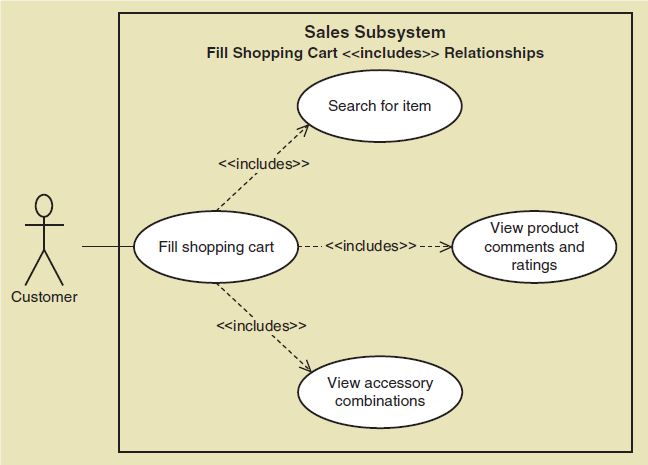 Sales Subsystem
Fill Shopping Cart <<includes>> Relationships
Search for item
<<includes>>
Fill shopping cart
<<includes>>
View product
comments and
ratings
Customer
<<includes>>
View accessory
combinations